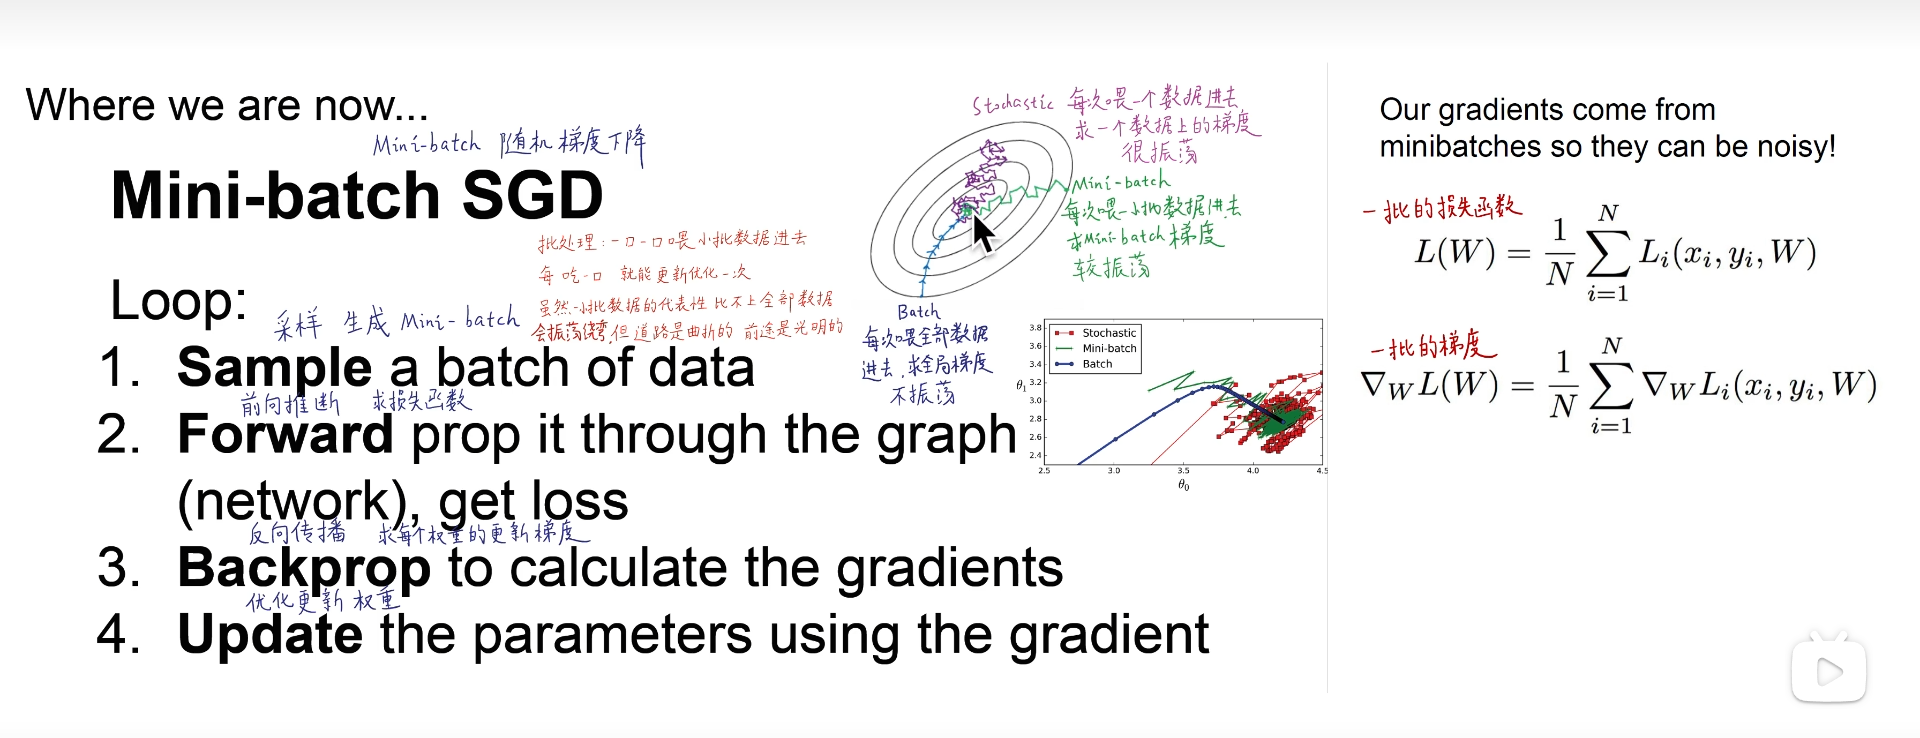 Where we are now...
Mini-batch 随机梯度下降
Mini-batch SGD
批处理:一口一口喂小批数据进去
每吃一口 就能更新优化一次
虽然一小批数据的代表性 比不上全部数据
会振荡绕弯,但道路是曲折的 前途是光明的
Loop:
采样 生成 Mini-batch
1. Sample a batch of data
前向推断 求损失函数
2. Forward prop it through the graph
(network), get loss
反向传播 求每个权重的更新梯度
3. Backprop to calculate the gradients
优化更新权重
4. Update the parameters using the gradient
Stochastic 每次喂一个数据进去
求一个数据上的梯度
很振荡
Mini-batch
每次喂一小批数据进去
求Mini-batch梯度
较振荡
Batch
每次喂全部数据
进去,求全局梯度
不振荡
Stochastic
Mini-batch
Batch
3.8
3.6
3.4
3.2
3.0
2.8
2.6
2.4
θ₁
2.5 3.0 3.5 4.0 4.5
θ₀
Our gradients come from
minibatches so they can be noisy!
一批的损失函数
L(W) = 1/N ∑_{i=1}^{N} L_i(x_i, y_i, W)
一批的梯度
∇_W L(W) = 1/N ∑_{i=1}^{N} ∇_W L_i(x_i, y_i, W)